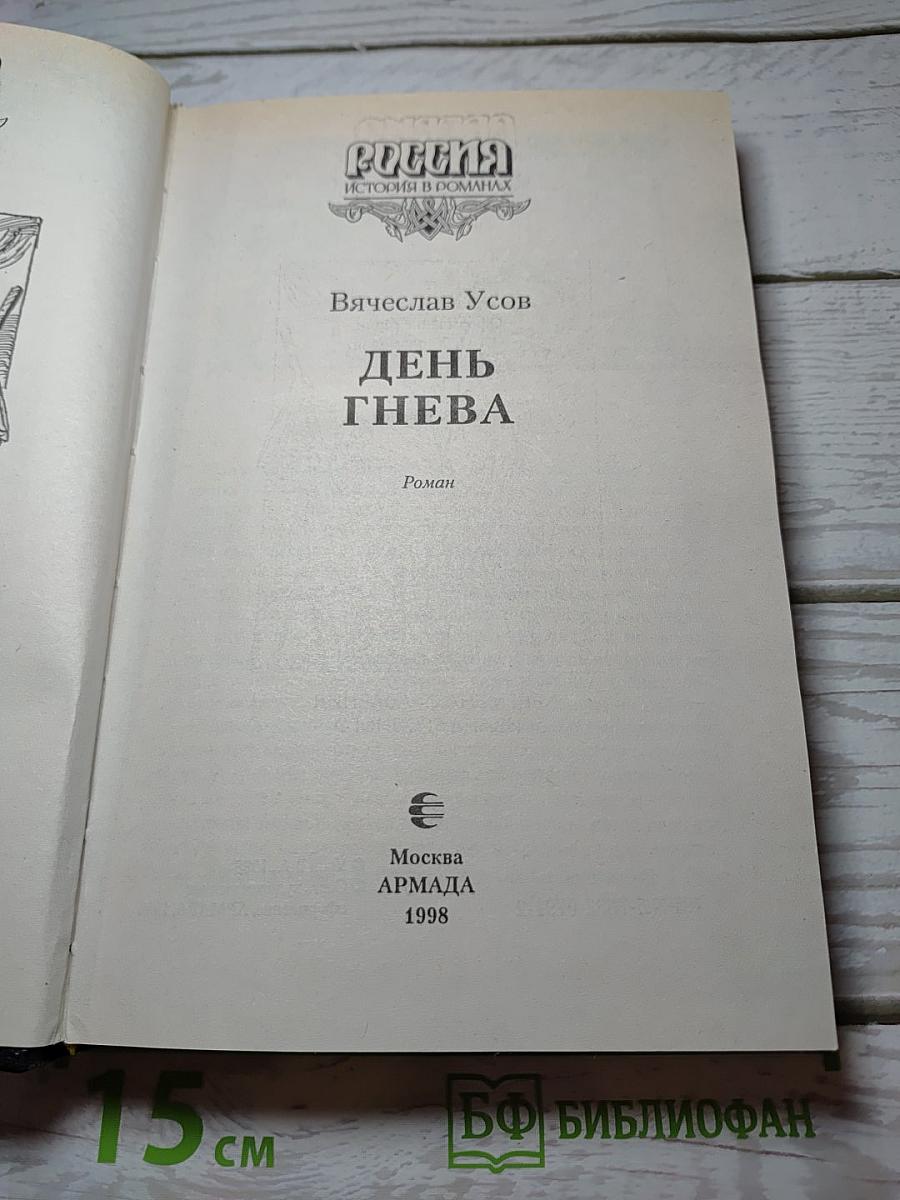 РОССИЯ
ИСТОРИЯ В РОМАНАХ
Вячеслав Усов
ДЕНЬ
ГНЕВА
Роман
Москва
АРМАДА
1998
15 см
БФ БИБЛИОФАН